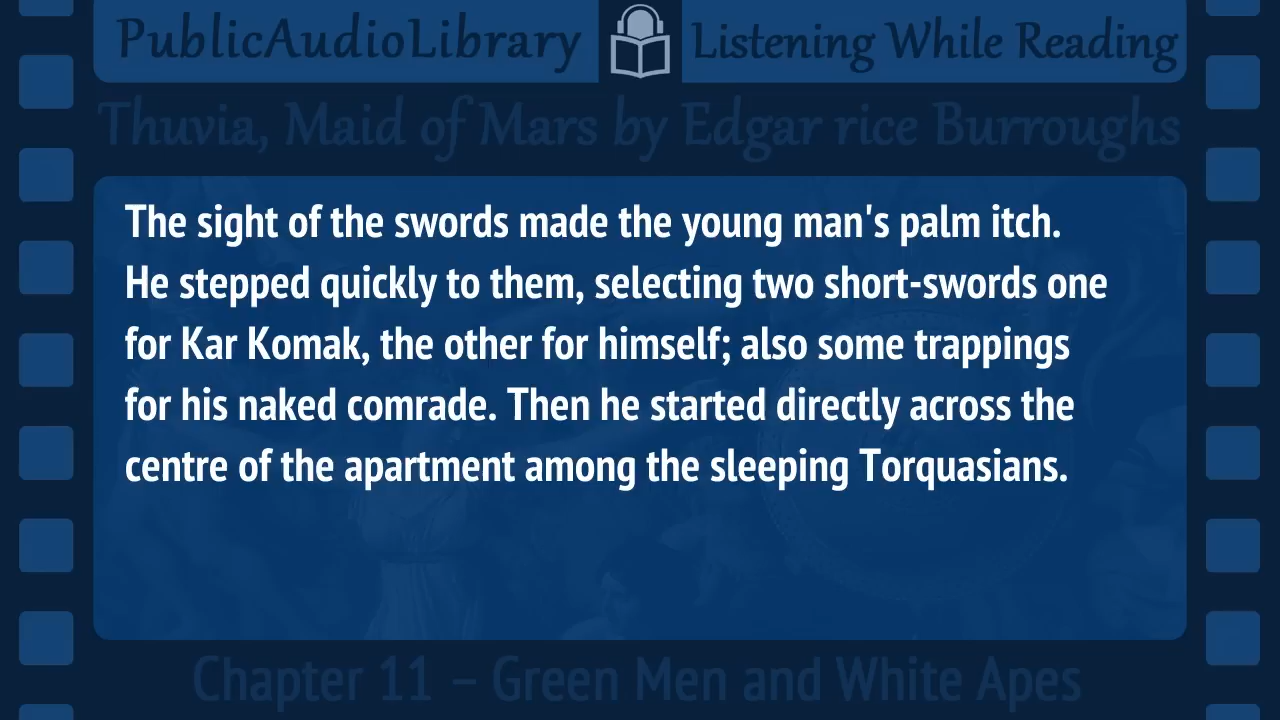 PublicAudioLibrary Listening While Reading
Thuvia, Maid of Mars by Edgar rice Burroughs
The sight of the swords made the young man's palm itch.
He stepped quickly to them, selecting two short-swords one
for Kar Komak, the other for himself; also some trappings
for his naked comrade. Then he started directly across the
centre of the apartment among the sleeping Torquasians.
Chapter 11 – Green Men and White Apes